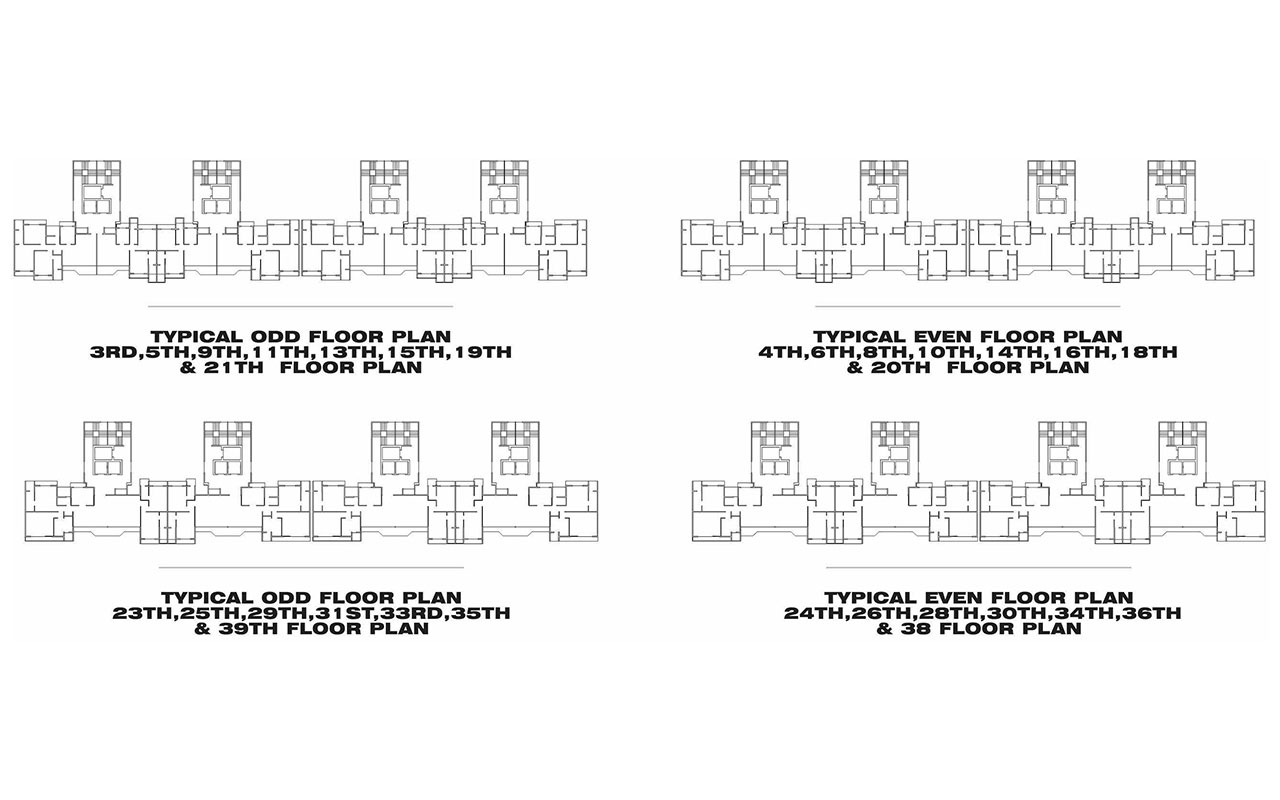 TYPICAL ODD FLOOR PLAN
3RD,5TH,9TH,11TH,13TH,15TH,19TH
& 21TH FLOOR PLAN
TYPICAL EVEN FLOOR PLAN
4TH,6TH,8TH,10TH,14TH,16TH,18TH
& 20TH FLOOR PLAN
TYPICAL ODD FLOOR PLAN
23TH,25TH,29TH,31ST,33RD,35TH
& 39TH FLOOR PLAN
TYPICAL EVEN FLOOR PLAN
24TH,26TH,28TH,30TH,34TH,36TH
& 38 FLOOR PLAN